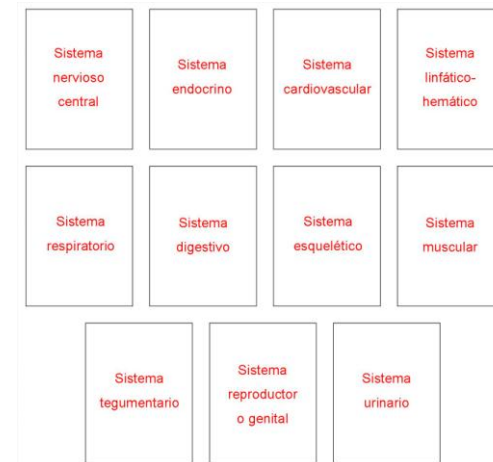 Sistema
nervioso
central
Sistema
endocrino
Sistema
cardiovascular
Sistema
linfático-
hemático
Sistema
respiratorio
Sistema
digestivo
Sistema
esquelético
Sistema
muscular
Sistema
tegumentario
Sistema
reproductor
o genital
Sistema
urinario